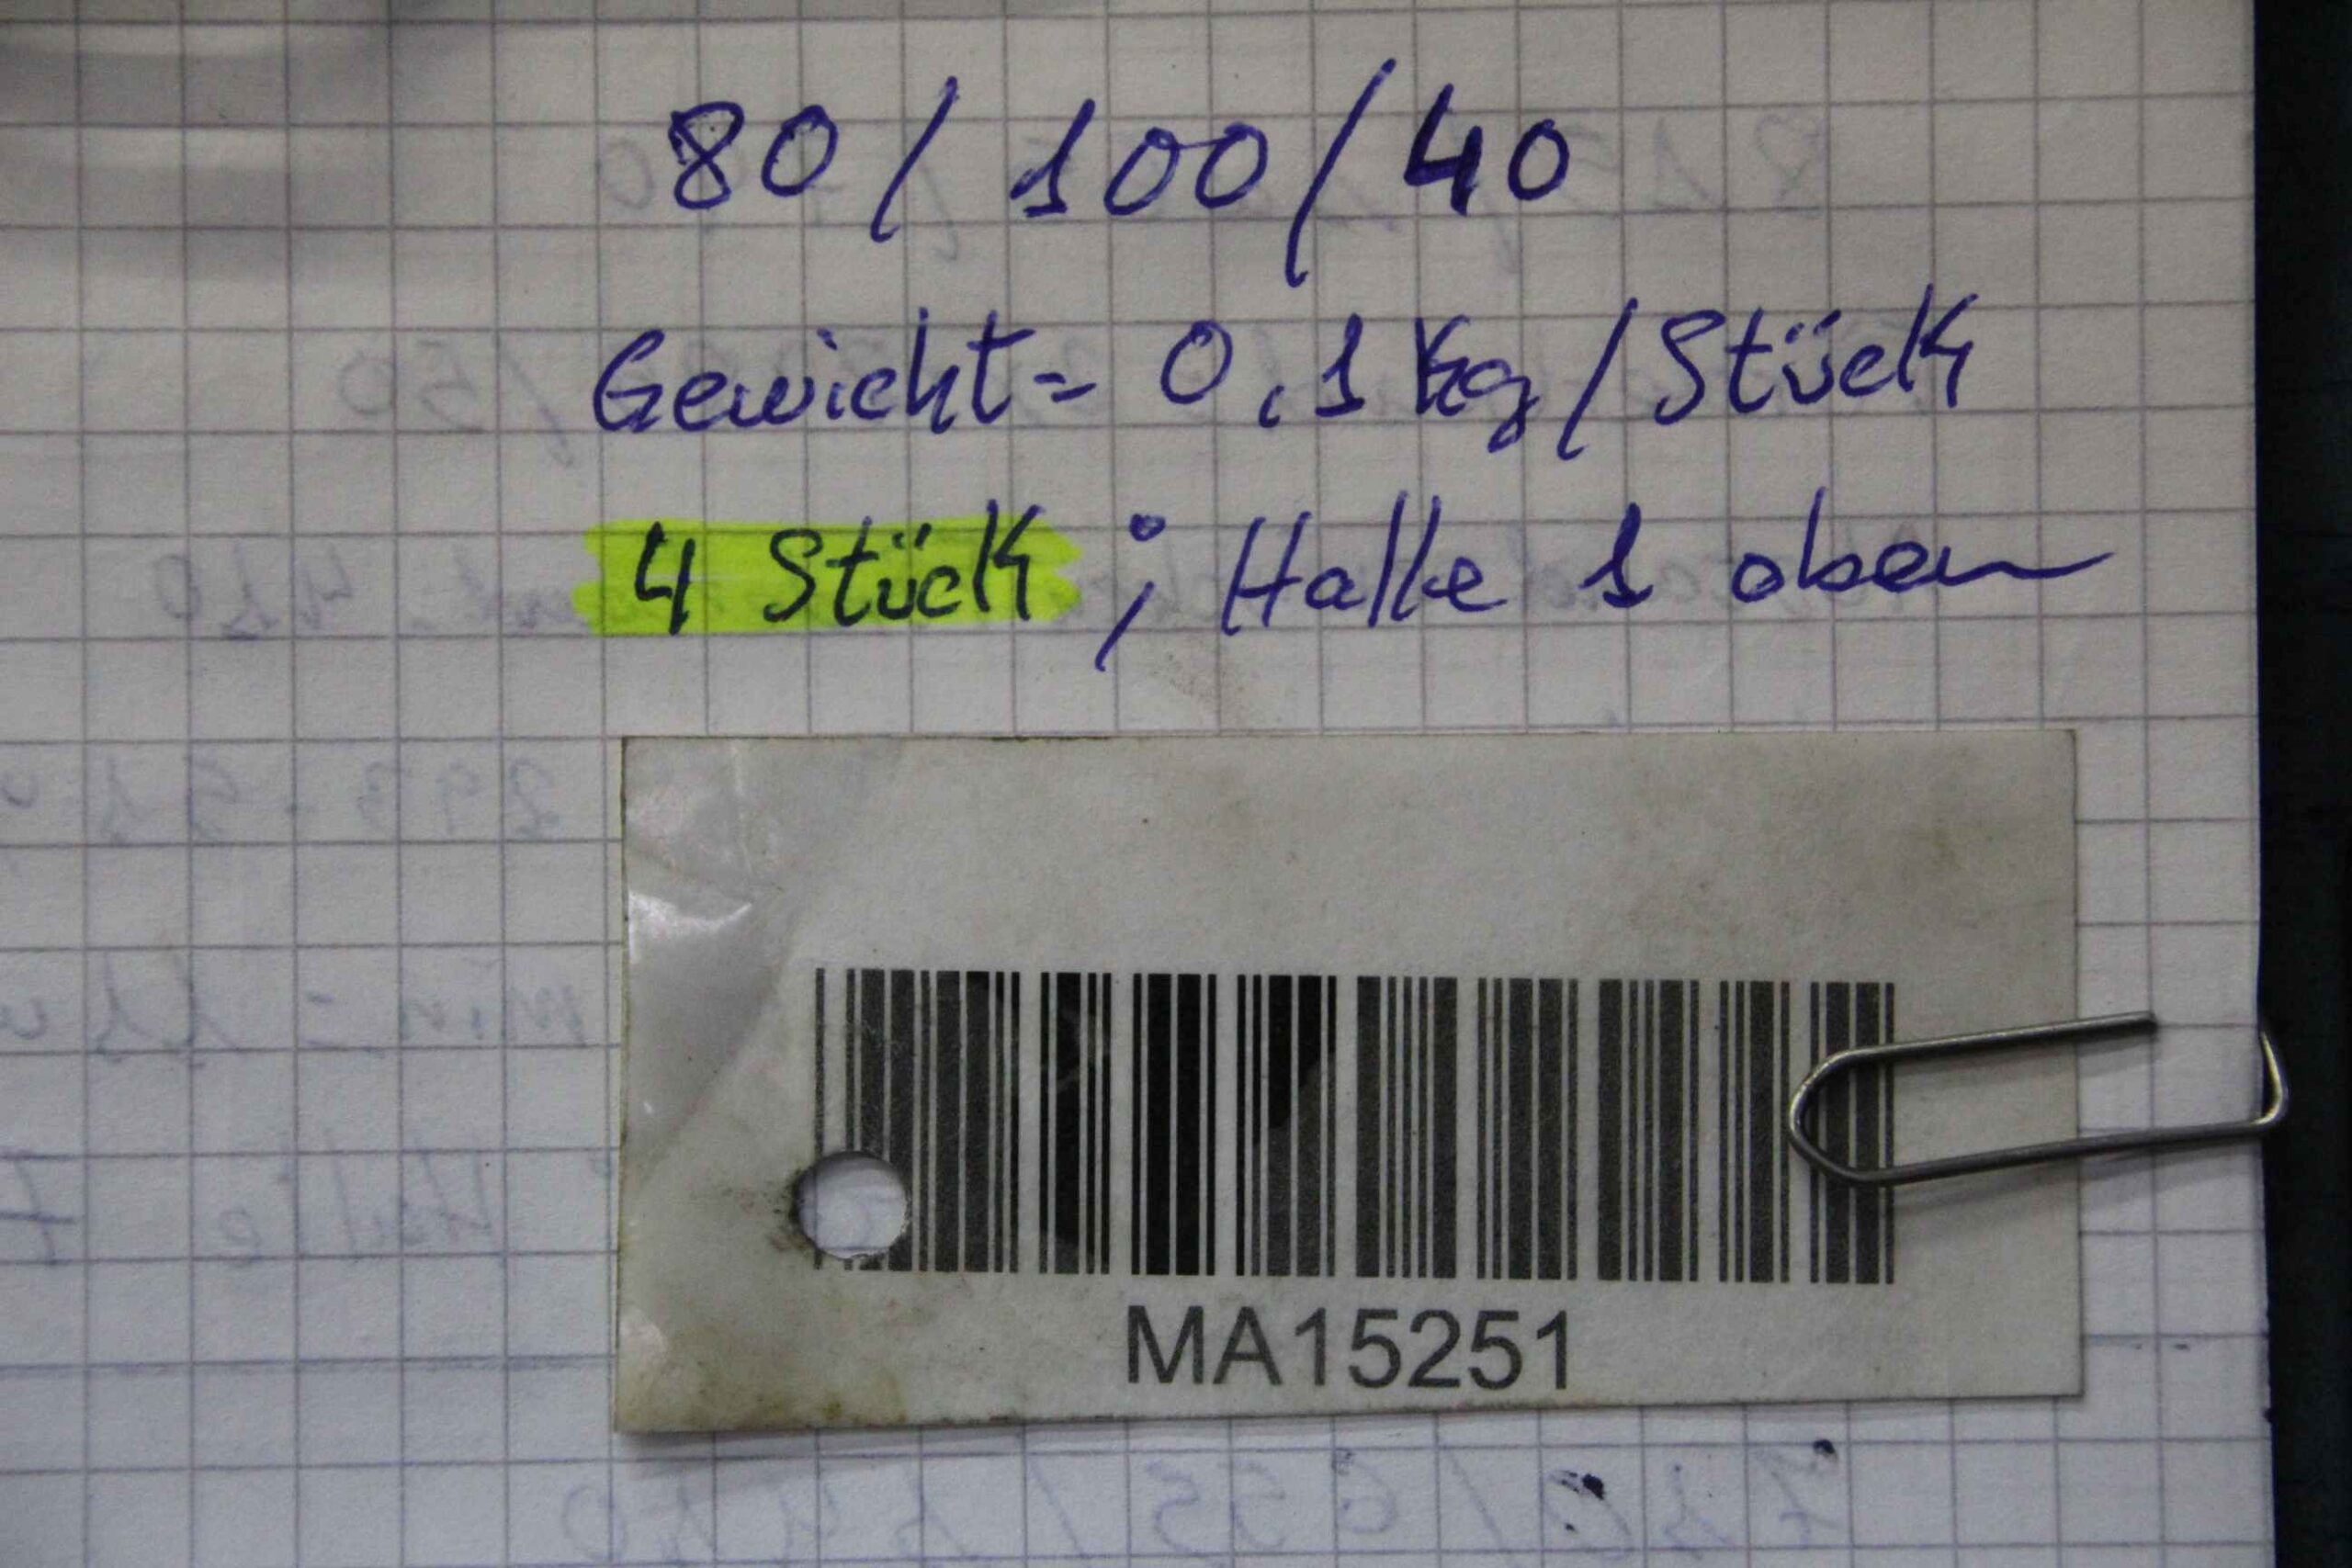 80/100/40
Gewicht= 0,1 kg/Stück
4 Stück ; Halle 1 oben
MA15251